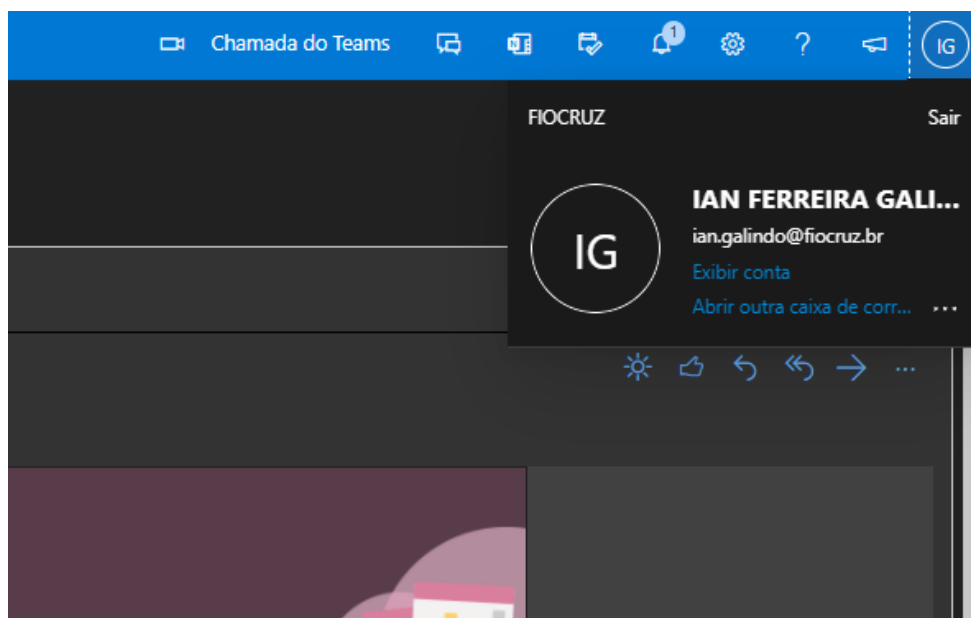 Chamada do Teams
1
?
IG
FIOCRUZ
Sair
IG
IAN FERREIRA GALI...
ian.galindo@fiocruz.br
Exibir conta
Abrir outra caixa de corr... ...